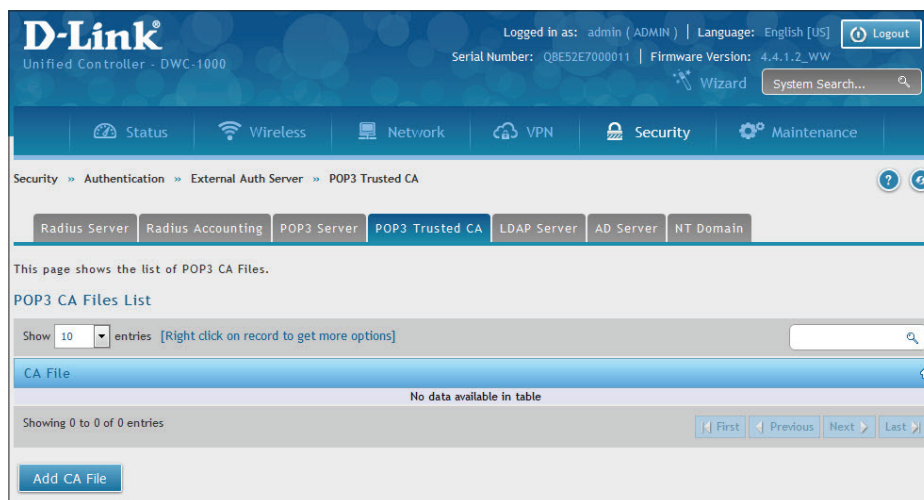 D-Link®
Unified Controller - DWC-1000
Logged in as: admin ( ADMIN ) | Language: English [US] Logout
Serial Number: QBE52E7000011 | Firmware Version: 4.4.1.2_WW
Wizard System Search...
Status Wireless Network VPN Security Maintenance
Security » Authentication » External Auth Server » POP3 Trusted CA ?
Radius Server Radius Accounting POP3 Server POP3 Trusted CA LDAP Server AD Server NT Domain
This page shows the list of POP3 CA Files.
POP3 CA Files List
Show 10 entries [Right click on record to get more options]
CA File
No data available in table
Showing 0 to 0 of 0 entries First Previous Next Last
Add CA File